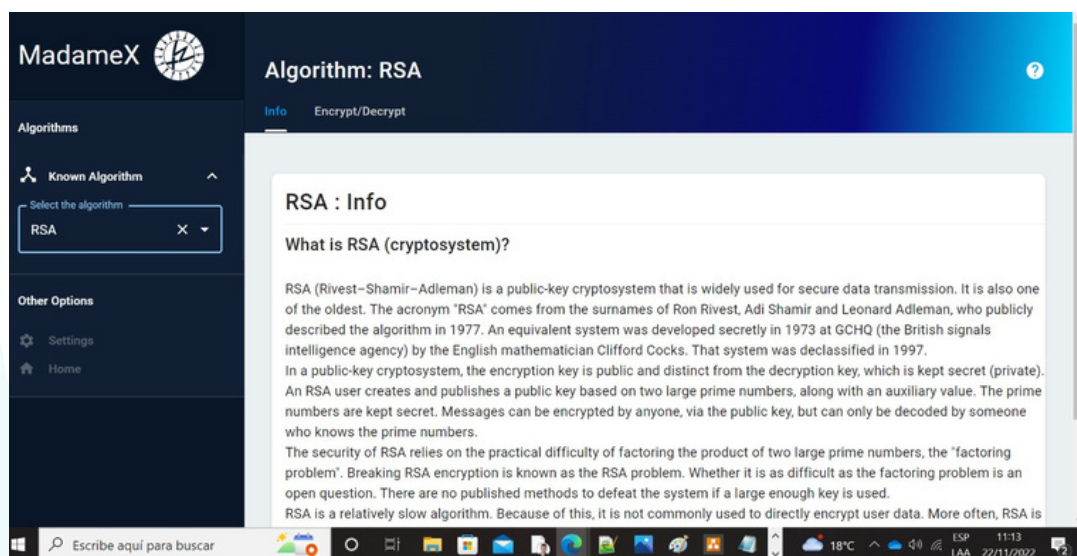 MadameX
Algorithms
Known Algorithm
Select the algorithm
RSA
Other Options
Settings
Home
Algorithm: RSA
Info Encrypt/Decrypt
RSA : Info
What is RSA (cryptosystem)?
RSA (Rivest–Shamir–Adleman) is a public-key cryptosystem that is widely used for secure data transmission. It is also one
of the oldest. The acronym "RSA" comes from the surnames of Ron Rivest, Adi Shamir and Leonard Adleman, who publicly
described the algorithm in 1977. An equivalent system was developed secretly in 1973 at GCHQ (the British signals
intelligence agency) by the English mathematician Clifford Cocks. That system was declassified in 1997.
In a public-key cryptosystem, the encryption key is public and distinct from the decryption key, which is kept secret (private).
An RSA user creates and publishes a public key based on two large prime numbers, along with an auxiliary value. The prime
numbers are kept secret. Messages can be encrypted by anyone, via the public key, but can only be decoded by someone
who knows the prime numbers.
The security of RSA relies on the practical difficulty of factoring the product of two large prime numbers, the "factoring
problem". Breaking RSA encryption is known as the RSA problem. Whether it is as difficult as the factoring problem is an
open question. There are no published methods to defeat the system if a large enough key is used.
RSA is a relatively slow algorithm. Because of this, it is not commonly used to directly encrypt user data. More often, RSA is
Escribe aquí para buscar
18°C
ESP
LAA
11:13
22/11/2022
2